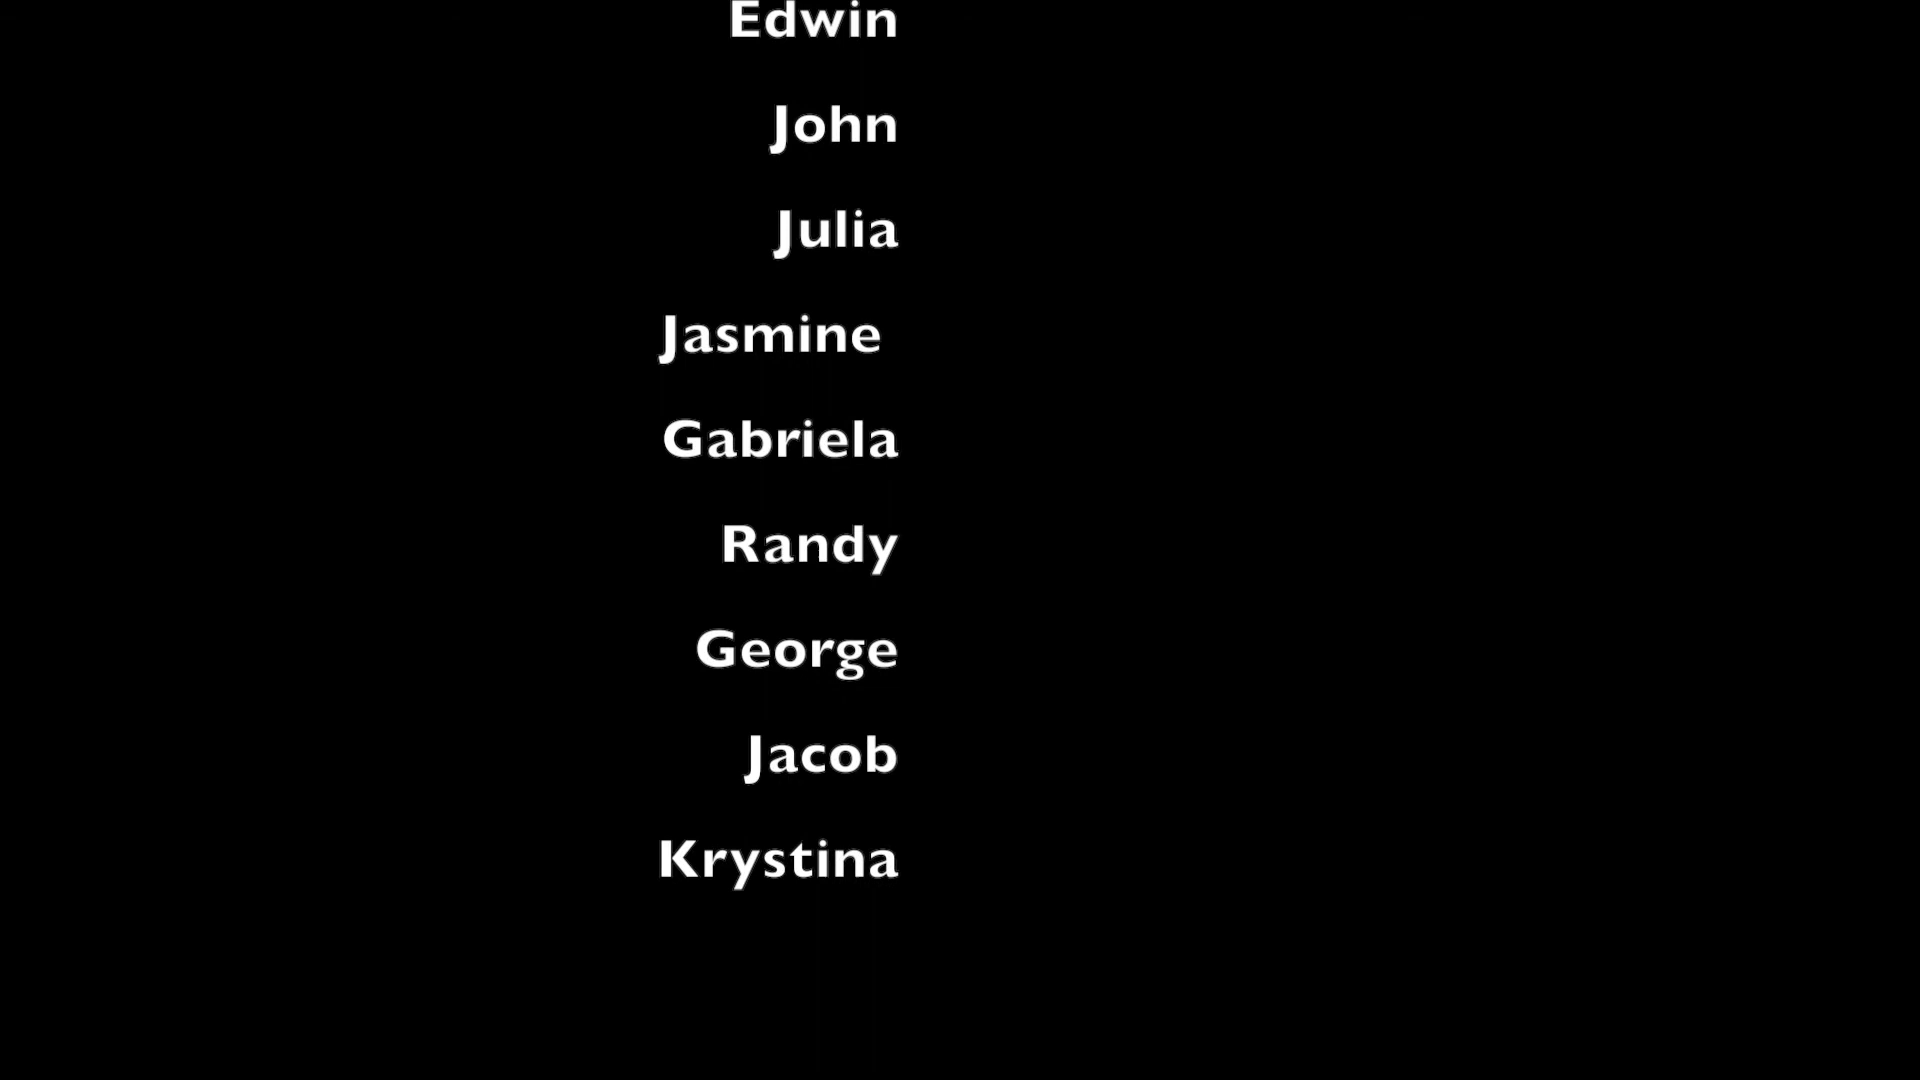 Edwin
John
Julia
Jasmine
Gabriela
Randy
George
Jacob
Krystina